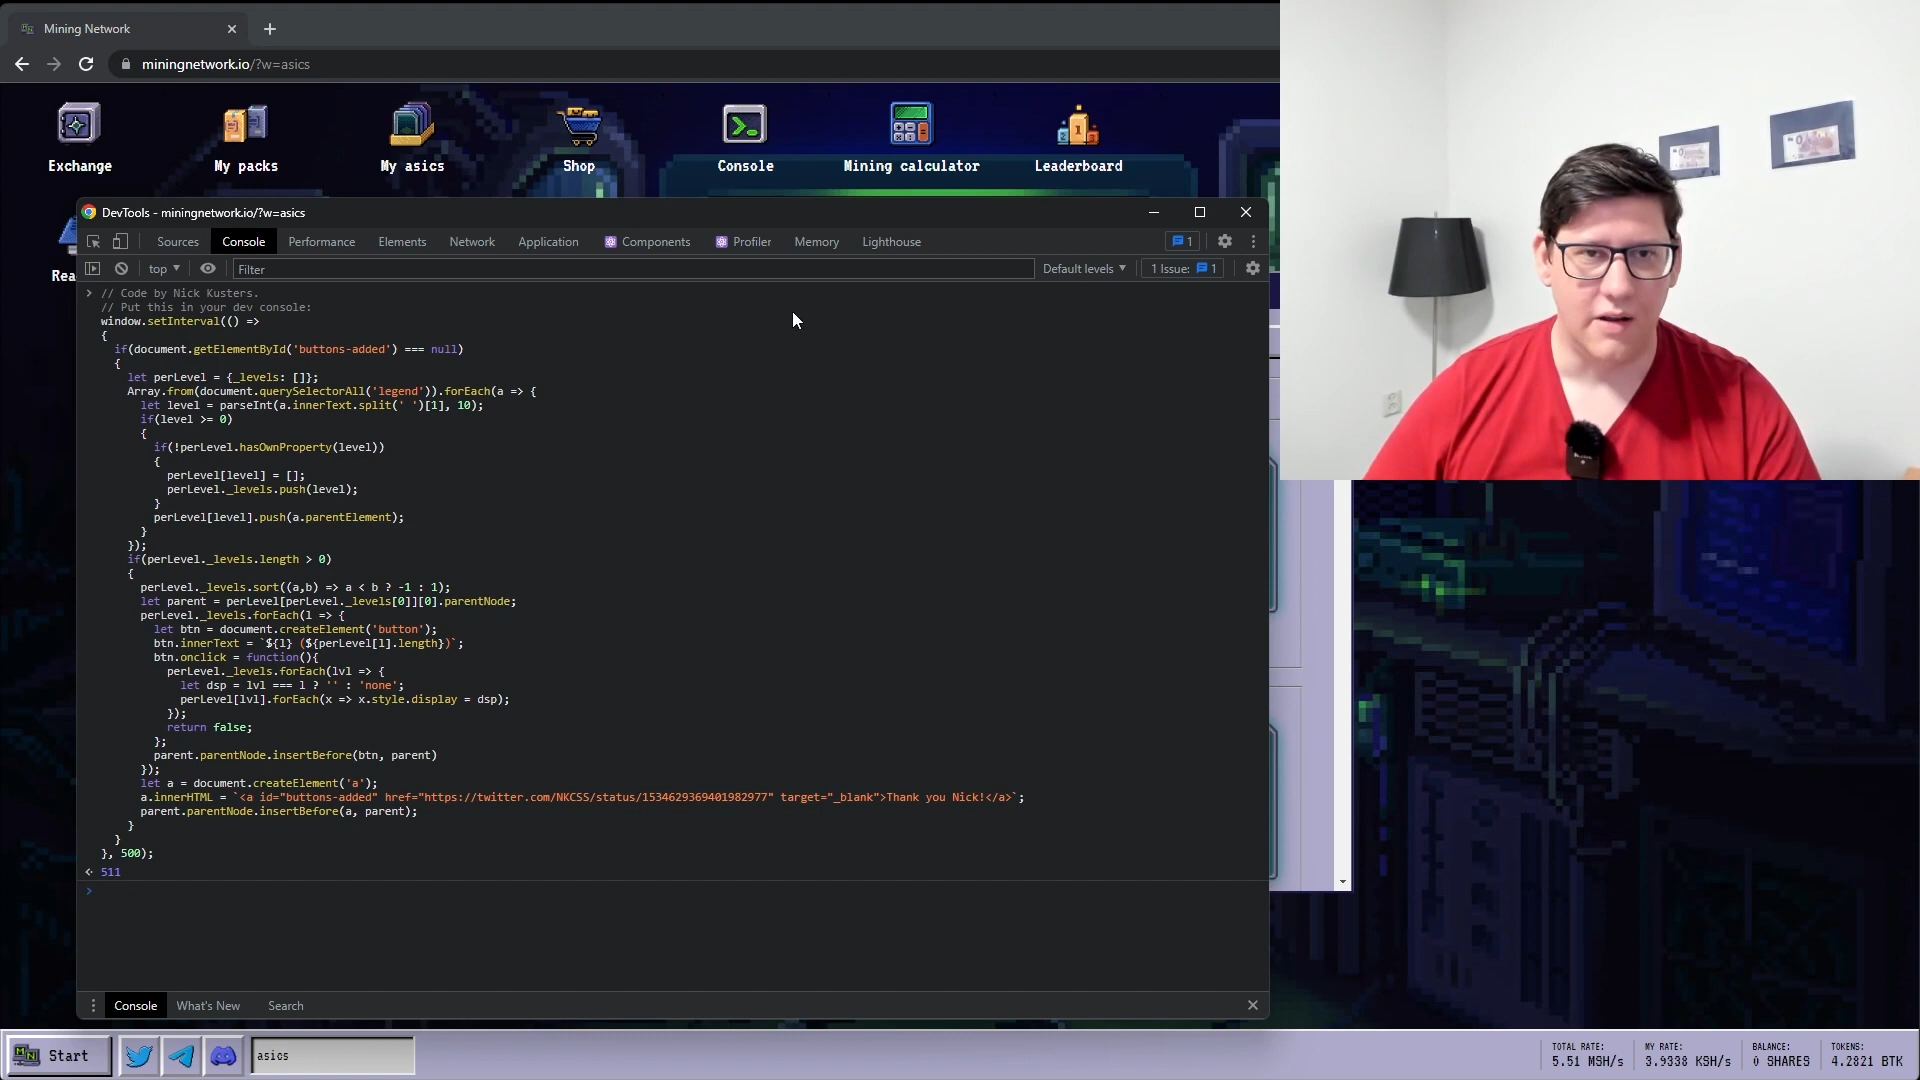 Mining Network
miningnetwork.io/?w=asics
Exchange
My packs
My asics
Shop
Console
Mining calculator
Leaderboard
Rea
DevTools - miningnetwork.io/?w=asics
Sources
Console
Performance
Elements
Network
Application
Components
Profiler
Memory
Lighthouse
1
top
Filter
Default levels
1 Issue:
1
> // Code by Nick Kusters.
// Put this in your dev console:
window.setInterval(() =>
{
if(document.getElementById('buttons-added') === null)
{
let perLevel = {_levels: []};
Array.from(document.querySelectorAll('legend')).forEach(a => {
let level = parseInt(a.innerText.split(' ')[1], 10);
if(level >= 0)
{
if(!perLevel.hasOwnProperty(level))
{
perLevel[level] = [];
perLevel._levels.push(level);
}
perLevel[level].push(a.parentElement);
}
});
if(perLevel._levels.length > 0)
{
perLevel._levels.sort((a,b) => a < b ? -1 : 1);
let parent = perLevel[perLevel._levels[0]][0].parentNode;
perLevel._levels.forEach(l => {
let btn = document.createElement('button');
btn.innerText = `${l} (${perLevel[l].length})`;
btn.onclick = function(){
perLevel._levels.forEach(lvl => {
let dsp = lvl === l ? '' : 'none';
perLevel[lvl].forEach(x => x.style.display = dsp);
});
return false;
};
parent.parentNode.insertBefore(btn, parent)
});
let a = document.createElement('a');
a.innerHTML = `<a id="buttons-added" href="https://twitter.com/NKCSS/status/1534629369401982977" target="_blank">Thank you Nick!</a>`;
parent.parentNode.insertBefore(a, parent);
}
}
}, 500);
511
>
Console
What's New
Search
Start
asics
TOTAL RATE:
5.51 MSH/s
MY RATE:
3.9338 KSH/s
BALANCE:
0 SHARES
TOKENS:
4.2821 BTK